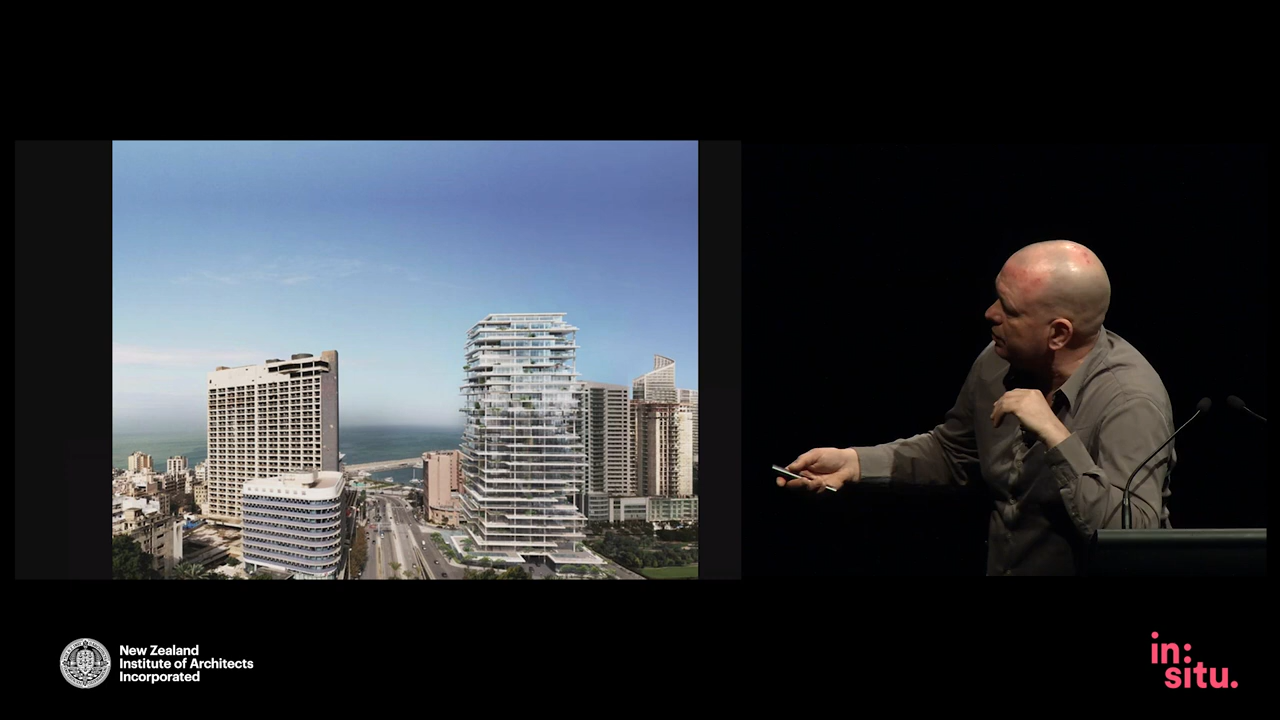 New Zealand
Institute of Architects
Incorporated
in:
situ.